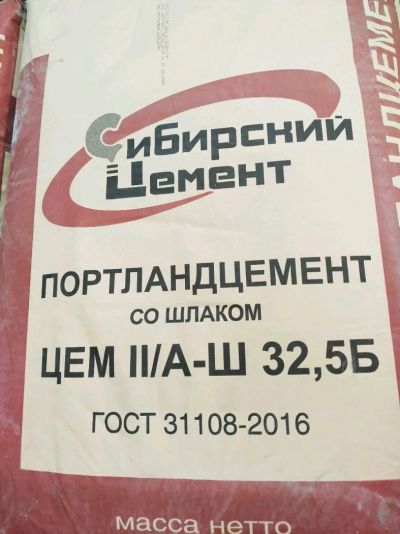 Сибирский
Цемент
ПОРТЛАНДЦЕМЕНТ
СО ШЛАКОМ
ЦЕМ II/А-Ш 32,5Б
ГОСТ 31108-2016
масса нетто